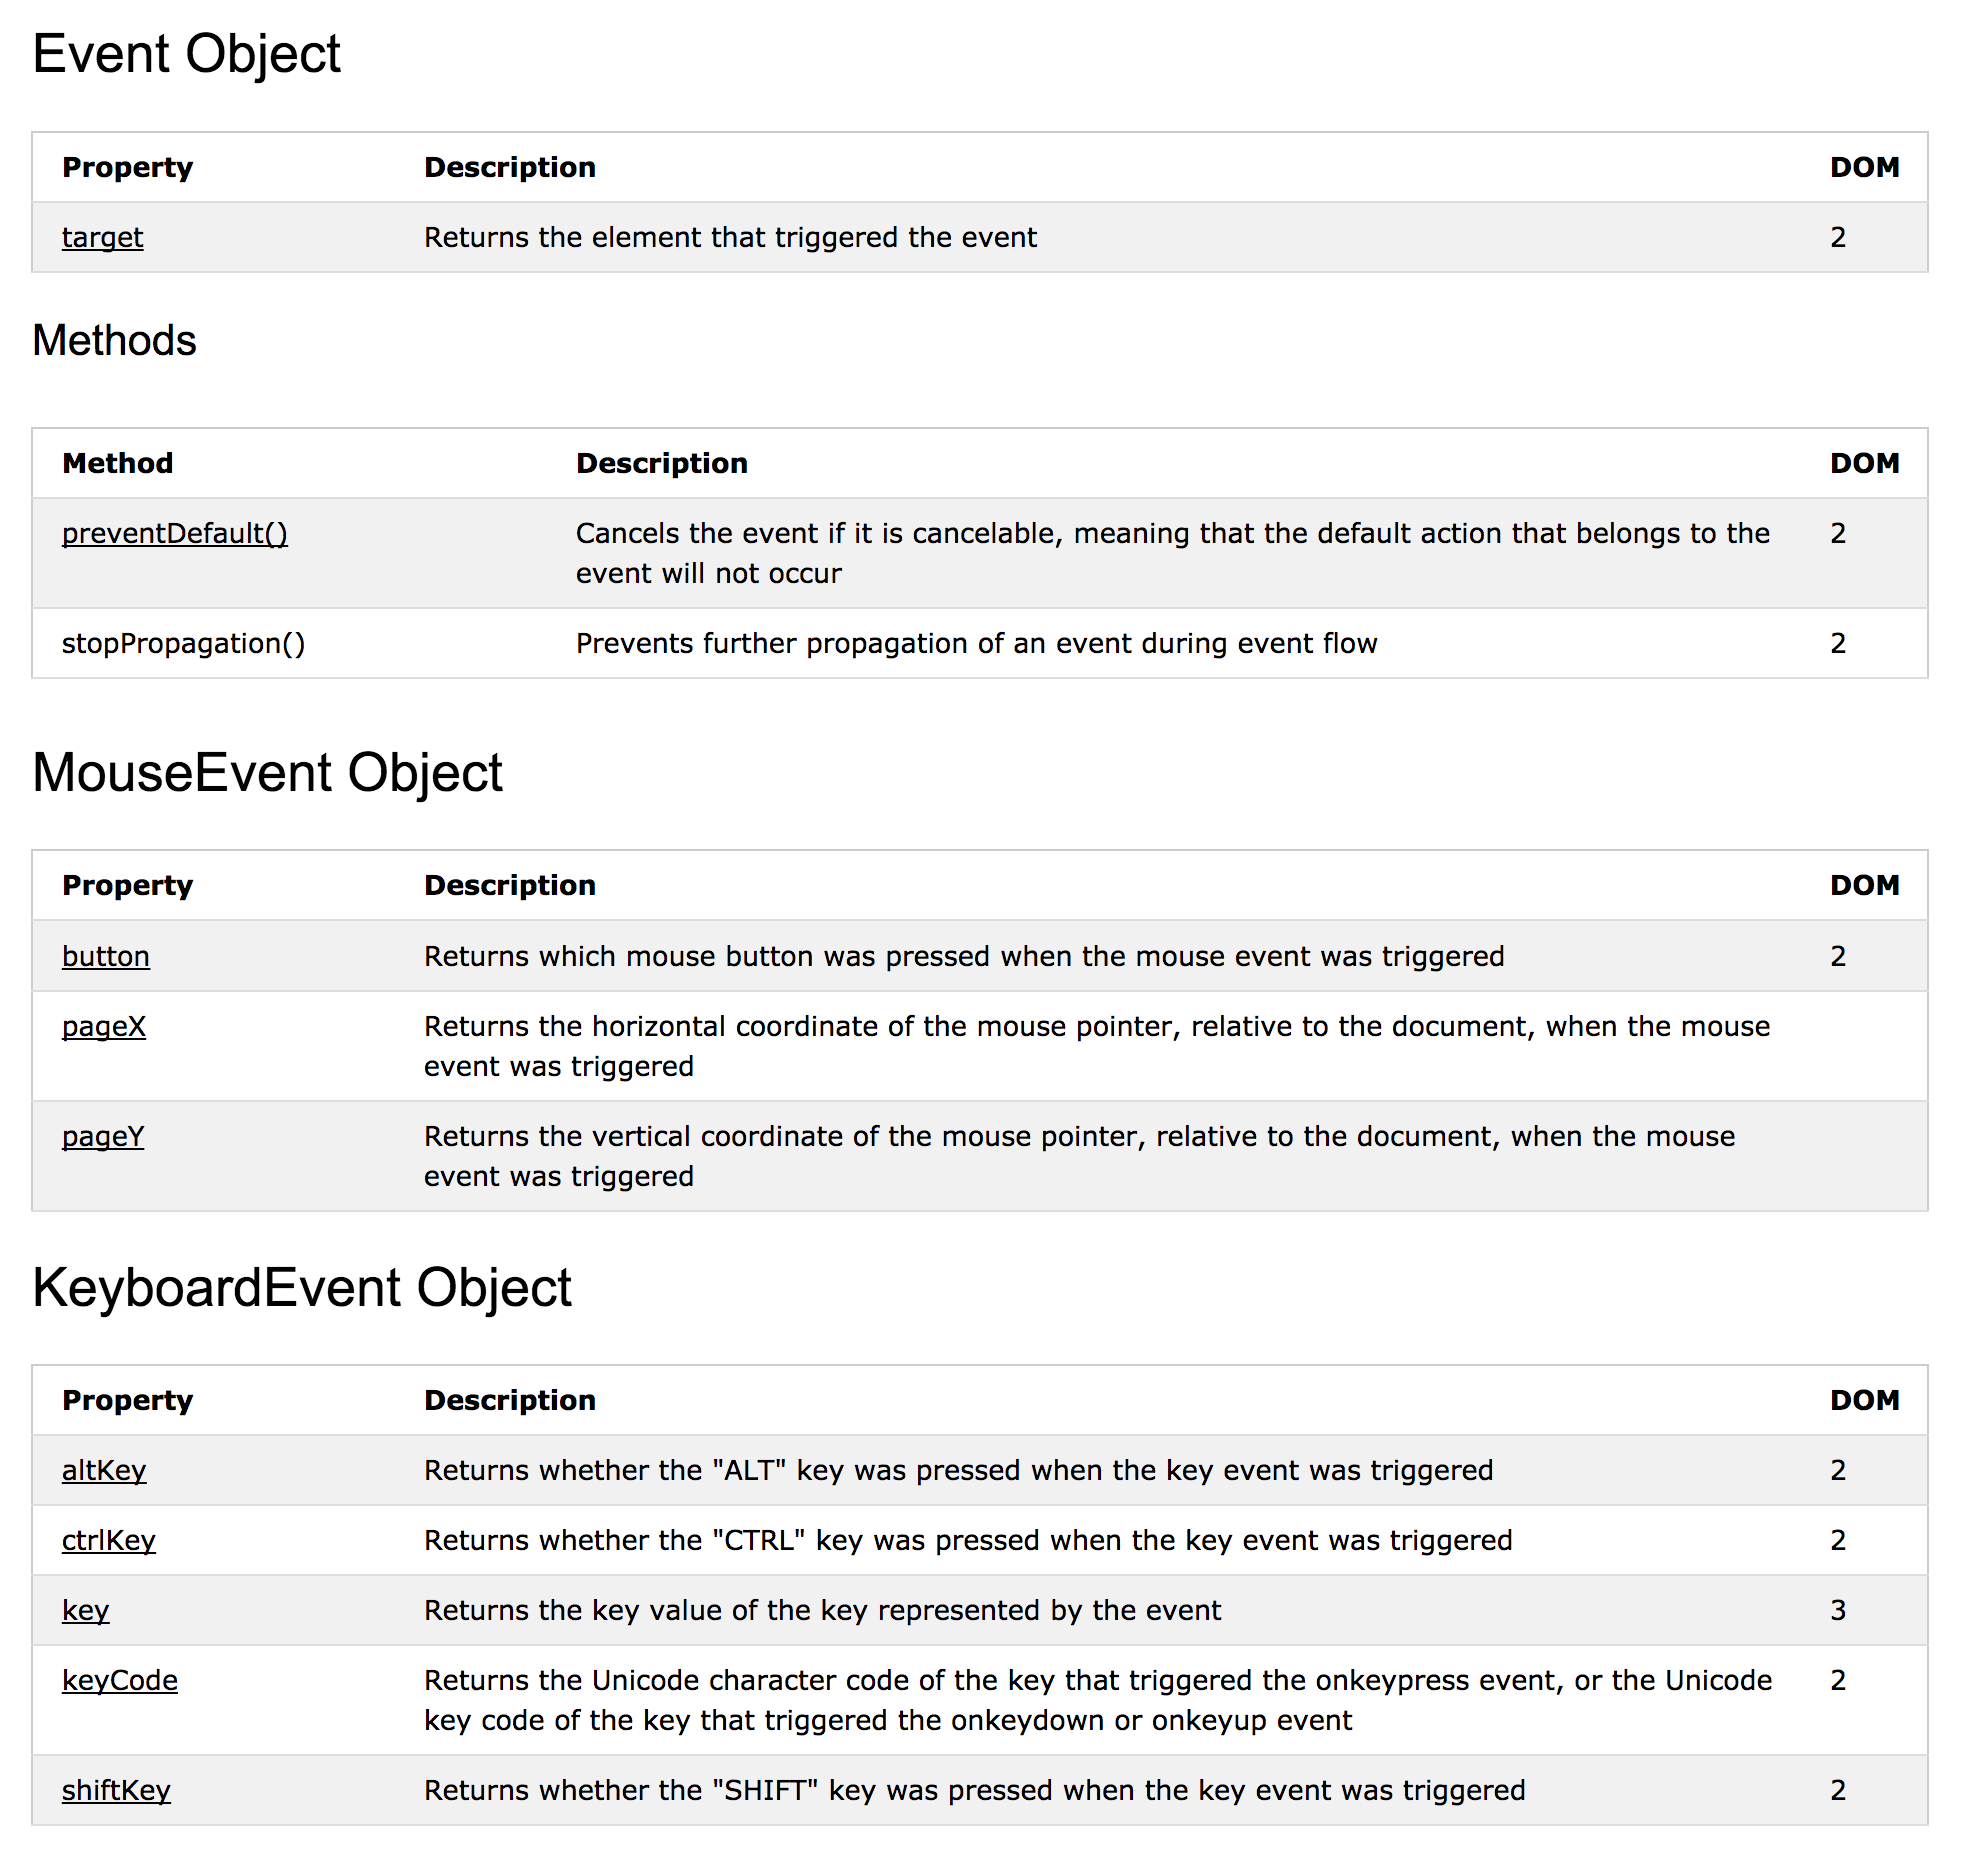 Event Object
Property Description DOM
target Returns the element that triggered the event 2
Methods
Method Description DOM
preventDefault() Cancels the event if it is cancelable, meaning that the default action that belongs to the 2
event will not occur
stopPropagation() Prevents further propagation of an event during event flow 2
MouseEvent Object
Property Description DOM
button Returns which mouse button was pressed when the mouse event was triggered 2
pageX Returns the horizontal coordinate of the mouse pointer, relative to the document, when the mouse
event was triggered
pageY Returns the vertical coordinate of the mouse pointer, relative to the document, when the mouse
event was triggered
KeyboardEvent Object
Property Description DOM
altKey Returns whether the "ALT" key was pressed when the key event was triggered 2
ctrlKey Returns whether the "CTRL" key was pressed when the key event was triggered 2
key Returns the key value of the key represented by the event 3
keyCode Returns the Unicode character code of the key that triggered the onkeypress event, or the Unicode 2
key code of the key that triggered the onkeydown or onkeyup event
shiftKey Returns whether the "SHIFT" key was pressed when the key event was triggered 2